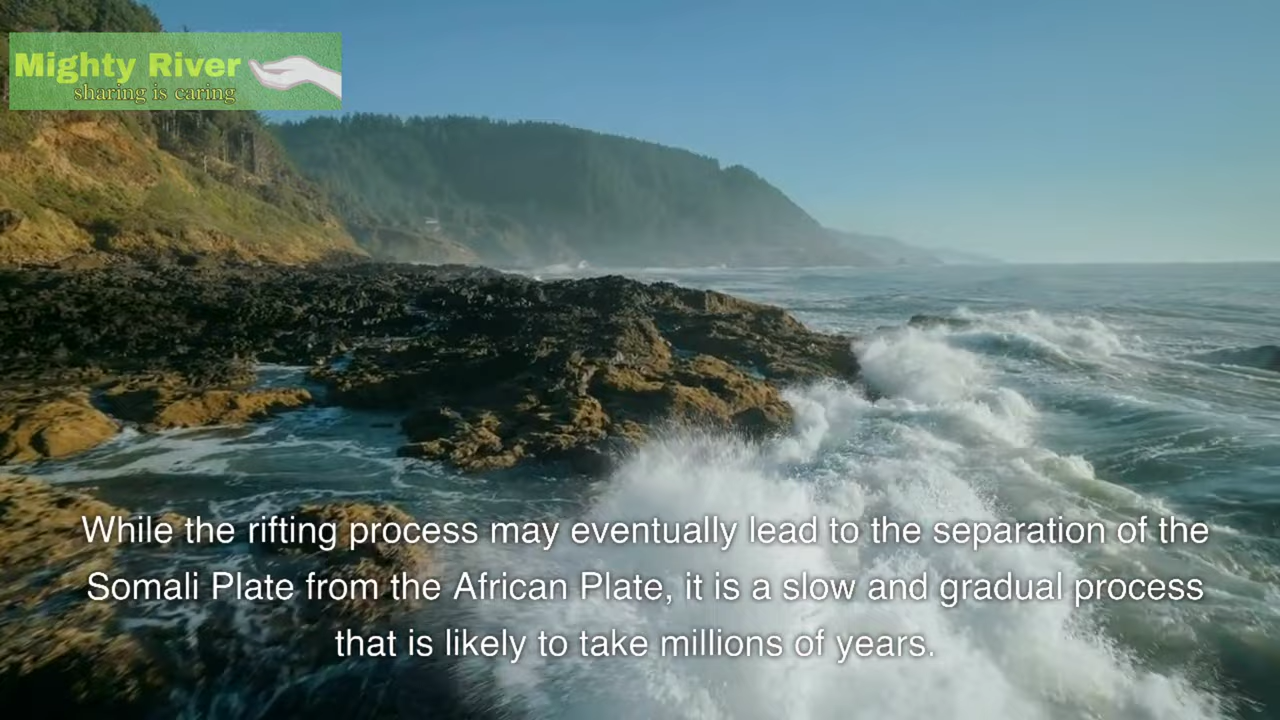 Mighty River
sharing is caring
While the rifting process may eventually lead to the separation of the
Somali Plate from the African Plate, it is a slow and gradual process
that is likely to take millions of years.